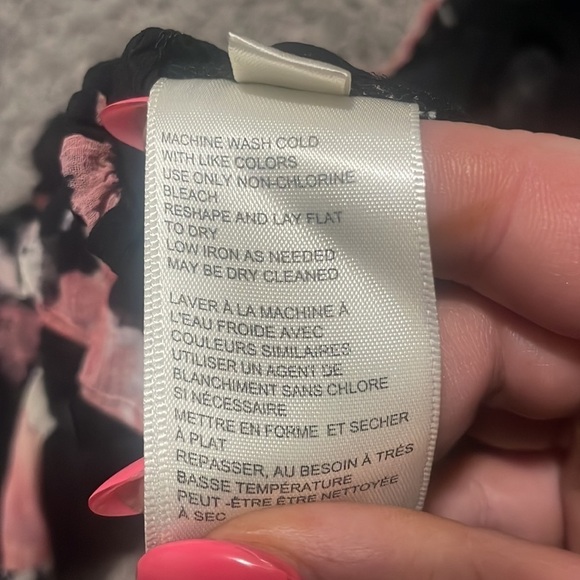 MACHINE WASH COLD
WITH LIKE COLORS
USE ONLY NON-CHLORINE
BLEACH
RESHAPE AND LAY FLAT
TO DRY
LOW IRON AS NEEDED
MAY BE DRY CLEANED
LAVER À LA MACHINE À
L'EAU FROIDE AVEC
COULEURS SIMILAIRES
UTILISER UN AGENT DE
BLANCHIMENT SANS CHLORE
SI NÉCESSAIRE
METTRE EN FORME ET SECHER
À PLAT
REPASSER, AU BESOIN À TRÉS
BASSE TEMPÉRATURE
PEUT -ÊTRE ÊTRE NETTOYÉE
À SEC